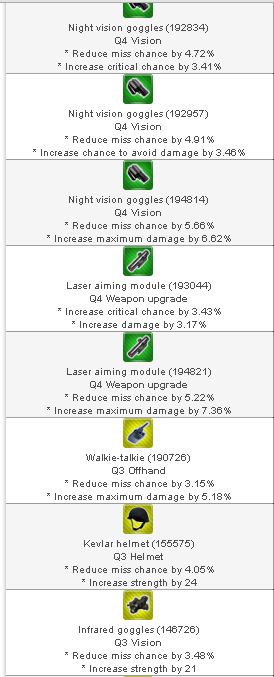 Night vision goggles (192834)
Q4 Vision
* Reduce miss chance by 4.72%
* Increase critical chance by 3.41%
Night vision goggles (192957)
Q4 Vision
* Reduce miss chance by 4.91%
* Increase chance to avoid damage by 3.46%
Night vision goggles (194814)
Q4 Vision
* Reduce miss chance by 5.66%
* Increase maximum damage by 6.62%
Laser aiming module (193044)
Q4 Weapon upgrade
* Increase critical chance by 3.43%
* Increase damage by 3.17%
Laser aiming module (194821)
Q4 Weapon upgrade
* Reduce miss chance by 5.22%
* Increase maximum damage by 7.36%
Walkie-talkie (190726)
Q3 Offhand
* Reduce miss chance by 3.15%
* Increase maximum damage by 5.18%
Kevlar helmet (155575)
Q3 Helmet
* Reduce miss chance by 4.05%
* Increase strength by 24
Infrared goggles (146726)
Q3 Vision
* Reduce miss chance by 3.48%
* Increase strength by 21